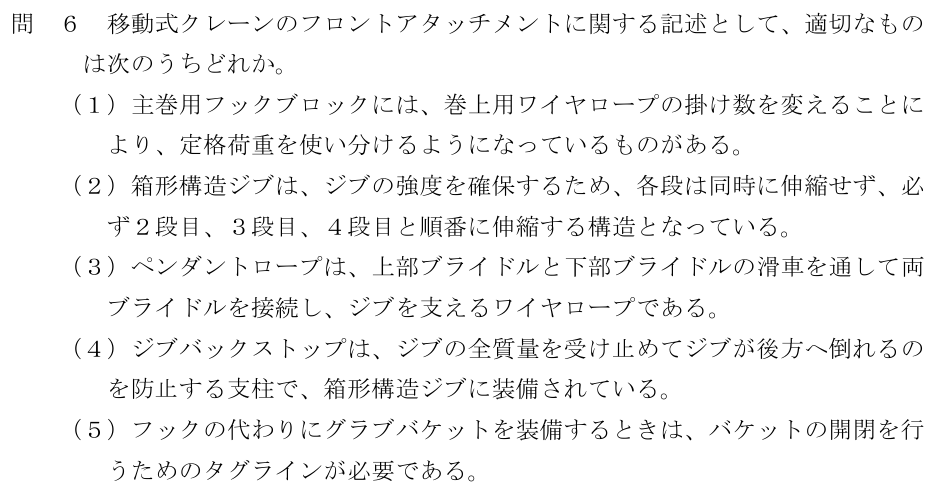 問　６　移動式クレーンのフロントアタッチメントに関する記述として、適切なもの
は次のうちどれか。
（１）主巻用フックブロックには、巻上用ワイヤロープの掛け数を変えることに
より、定格荷重を使い分けるようになっているものがある。
（２）箱形構造ジブは、ジブの強度を確保するため、各段は同時に伸縮せず、必
ず２段目、３段目、４段目と順番に伸縮する構造となっている。
（３）ペンダントロープは、上部ブライドルと下部ブライドルの滑車を通して両
ブライドルを接続し、ジブを支えるワイヤロープである。
（４）ジブバックストップは、ジブの全質量を受け止めてジブが後方へ倒れるの
を防止する支柱で、箱形構造ジブに装備されている。
（５）フックの代わりにグラブバケットを装備するときは、バケットの開閉を行
うためのタグラインが必要である。